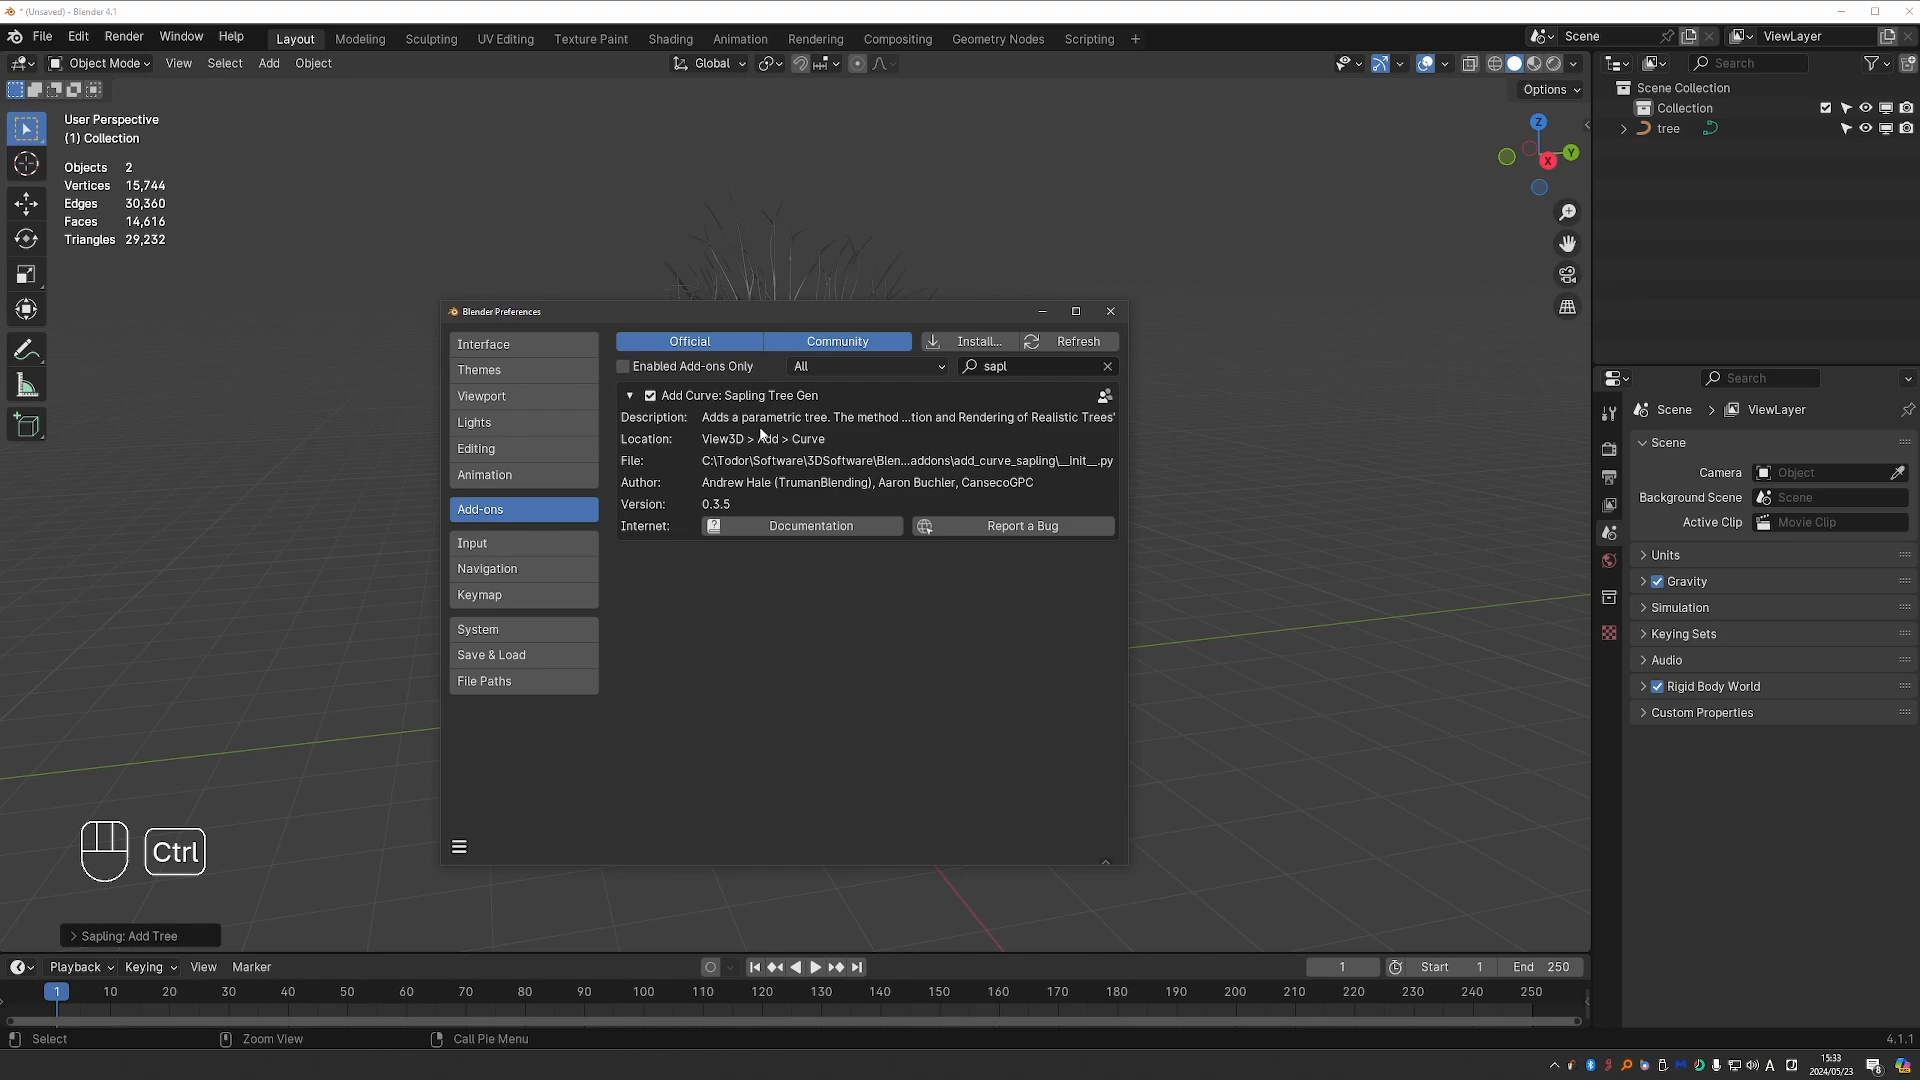 * (Unsaved) - Blender 4.1
File Edit Render Window Help Layout Modeling Sculpting UV Editing Texture Paint Shading Animation Rendering Compositing Geometry Nodes Scripting + Scene ViewLayer
Object Mode View Select Add Object Global Search
Options
Scene Collection
Collection
tree
User Perspective
(1) Collection
Objects 2
Vertices 15,744
Edges 30,360
Faces 14,616
Triangles 29,232
Z
Y
X
Blender Preferences
Interface
Themes
Viewport
Lights
Editing
Animation
Add-ons
Input
Navigation
Keymap
System
Save & Load
File Paths
Official Community Install... Refresh
Enabled Add-ons Only All sapl
Add Curve: Sapling Tree Gen
Description: Adds a parametric tree. The method ...tion and Rendering of Realistic Trees'
Location: View3D > Add > Curve
File: C:\Todor\Software\3DSoftware\Blen...addons\add_curve_sapling\__init__.py
Author: Andrew Hale (TrumanBlending), Aaron Buchler, CansecoGPC
Version: 0.3.5
Internet: Documentation Report a Bug
Search
Scene > ViewLayer
Scene
Camera Object
Background Scene Scene
Active Clip Movie Clip
Units
Gravity
Simulation
Keying Sets
Audio
Rigid Body World
Custom Properties
Ctrl
> Sapling: Add Tree
Playback Keying View Marker 1 Start 1 End 250
1 10 20 30 40 50 60 70 80 90 100 110 120 130 140 150 160 170 180 190 200 210 220 230 240 250
Select Zoom View Call Pie Menu 4.1.1
A 15:33
2024/05/23 8